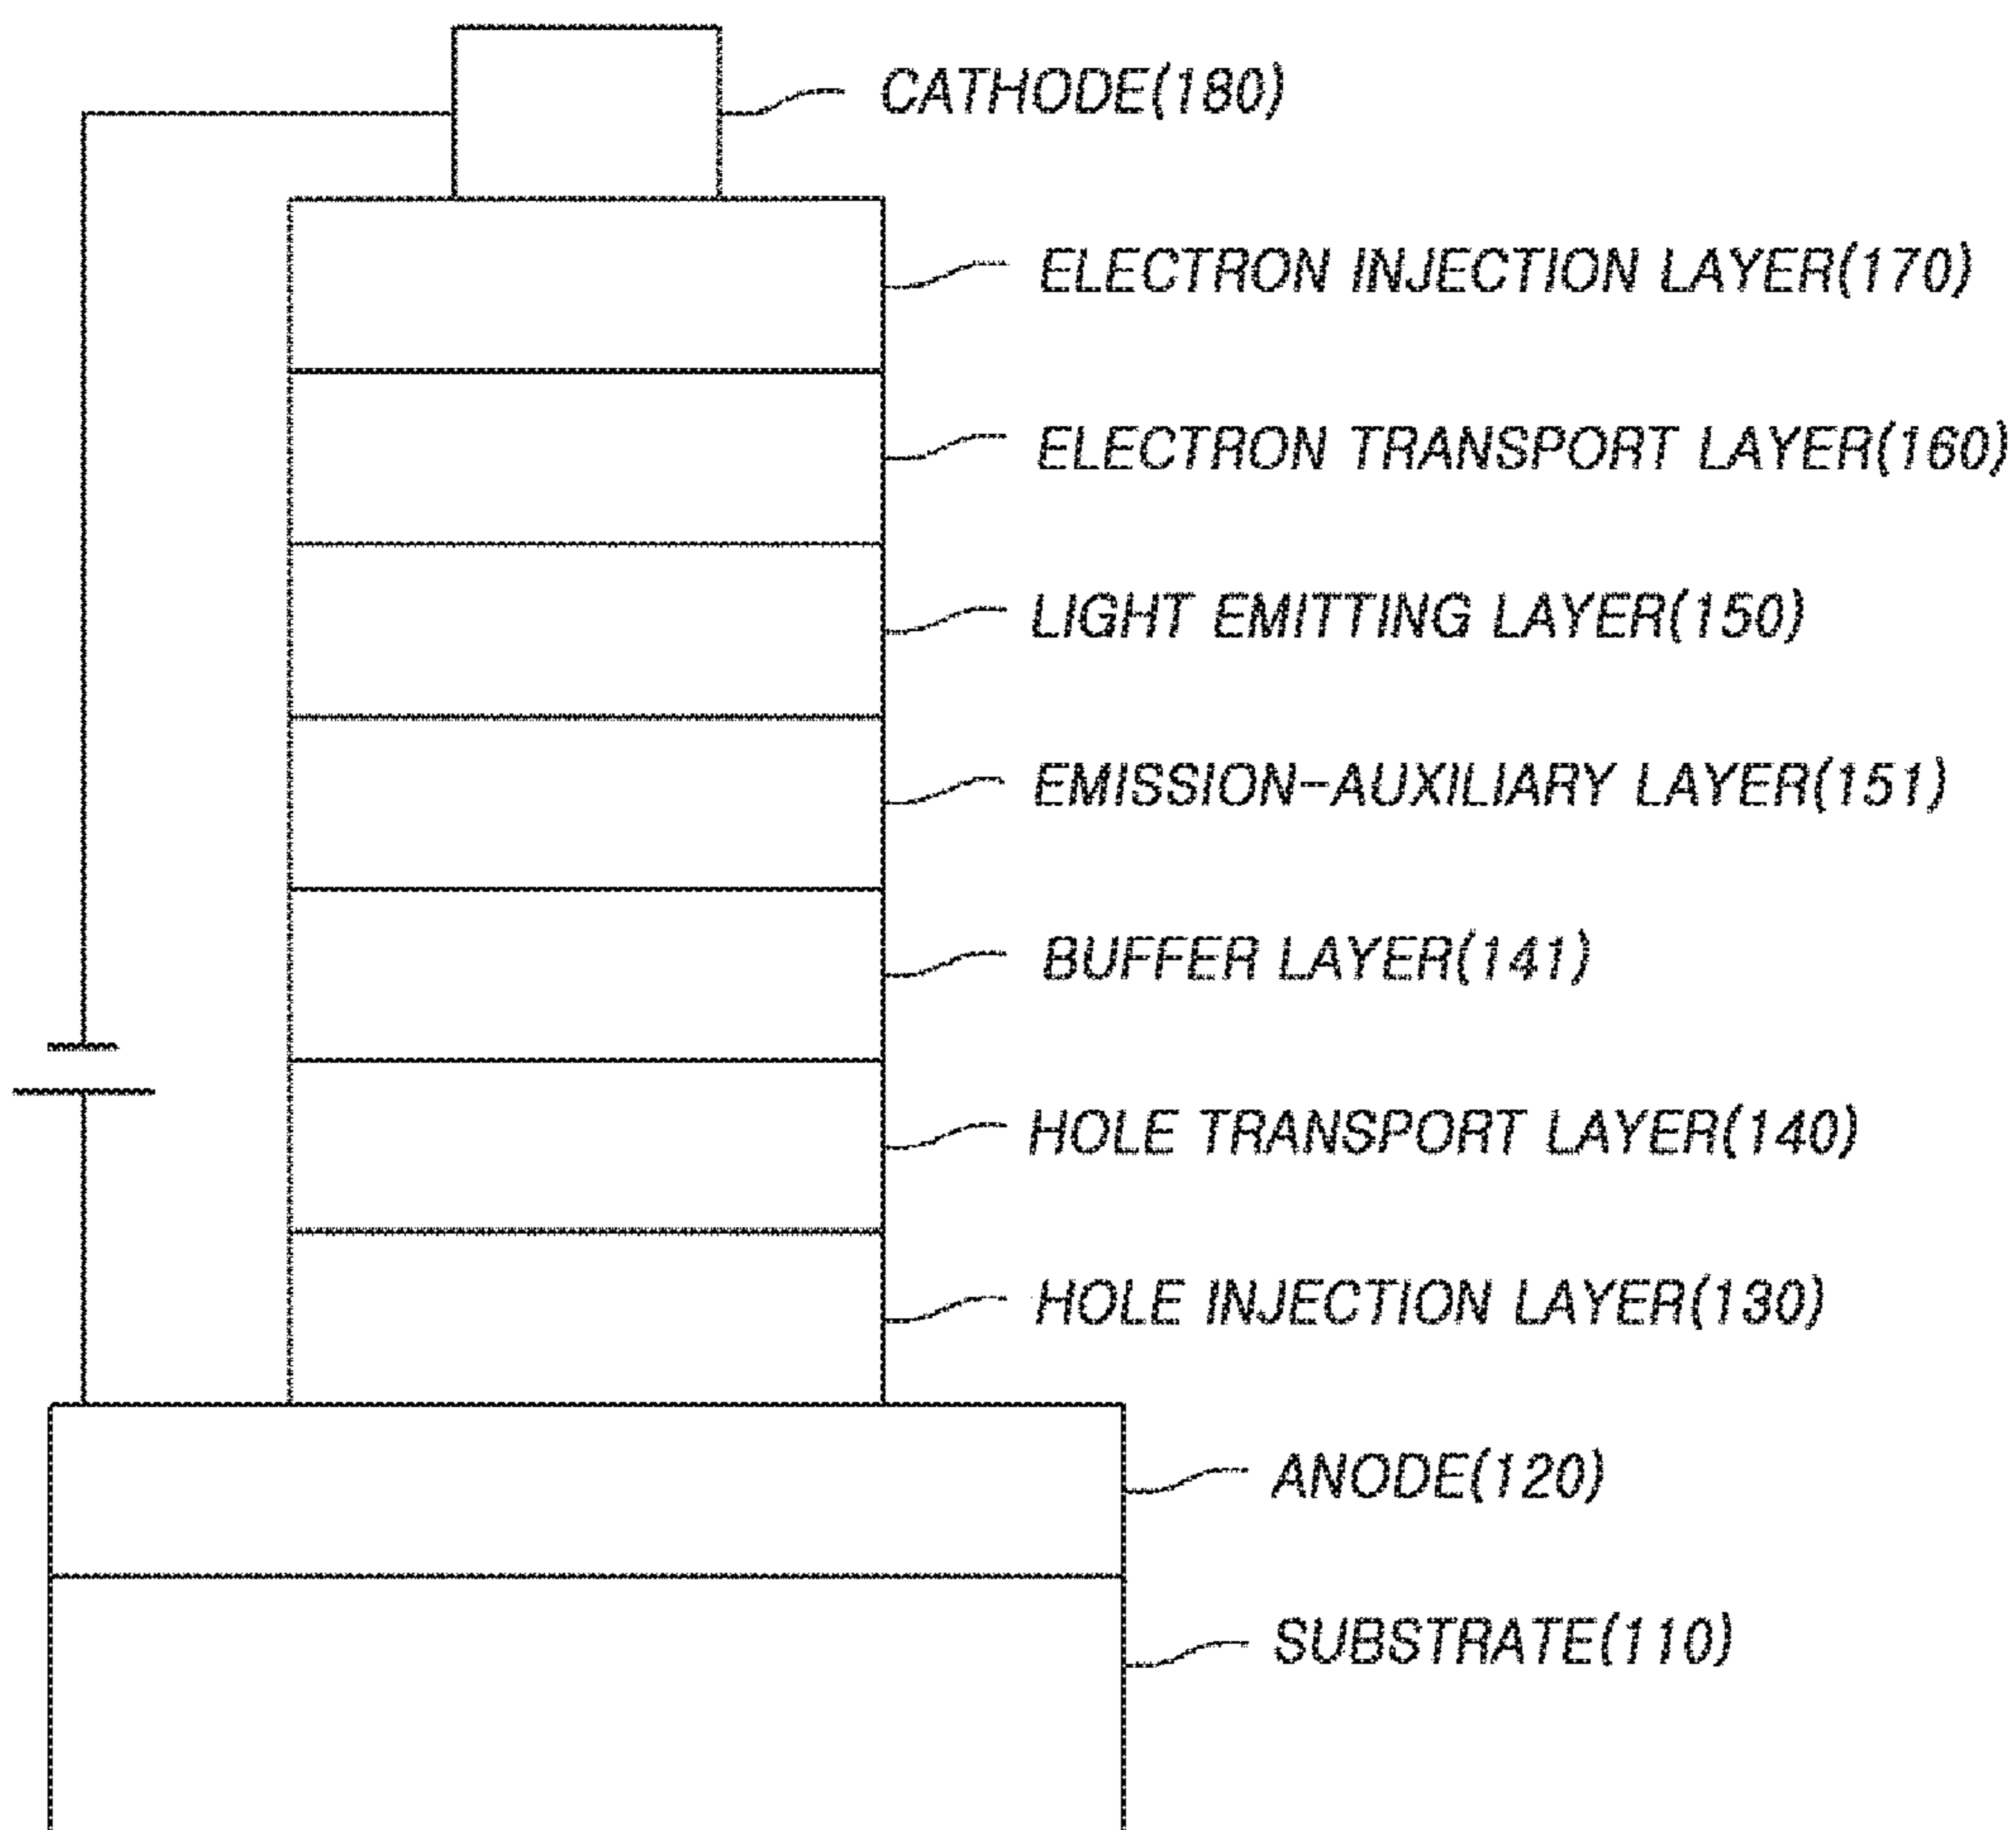 CATHODE(180)
ELECTRON INJECTION LAYER(170)
ELECTRON TRANSPORT LAYER(160)
LIGHT EMITTING LAYER(150)
EMISSION-AUXILIARY LAYER(151)
BUFFER LAYER(141)
HOLE TRANSPORT LAYER(140)
HOLE INJECTION LAYER(130)
ANODE(120)
SUBSTRATE(110)